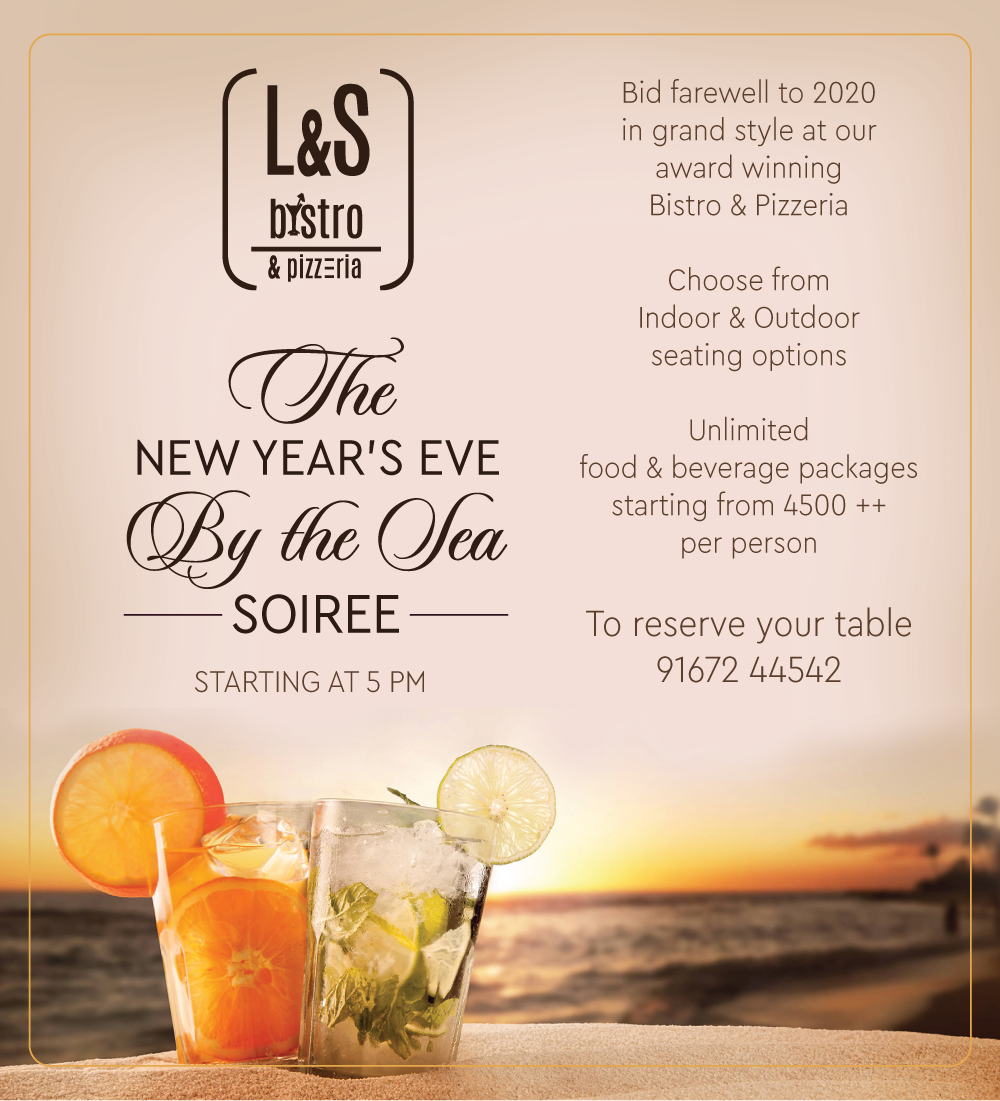 L&S
bistro
& pizzeria
The
NEW YEAR'S EVE
By the Sea
SOIREE
STARTING AT 5 PM
Bid farewell to 2020
in grand style at our
award winning
Bistro & Pizzeria
Choose from
Indoor & Outdoor
seating options
Unlimited
food & beverage packages
starting from 4500 ++
per person
To reserve your table
91672 44542